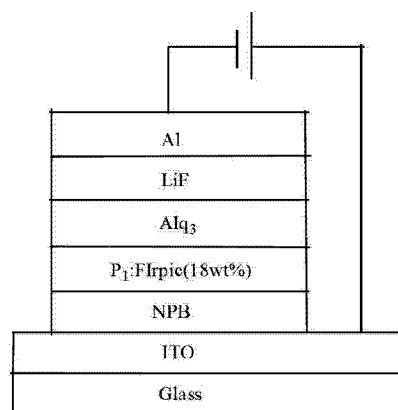 Al
LiF
Alq₃
P₁:FIrpic(18wt%)
NPB
ITO
Glass